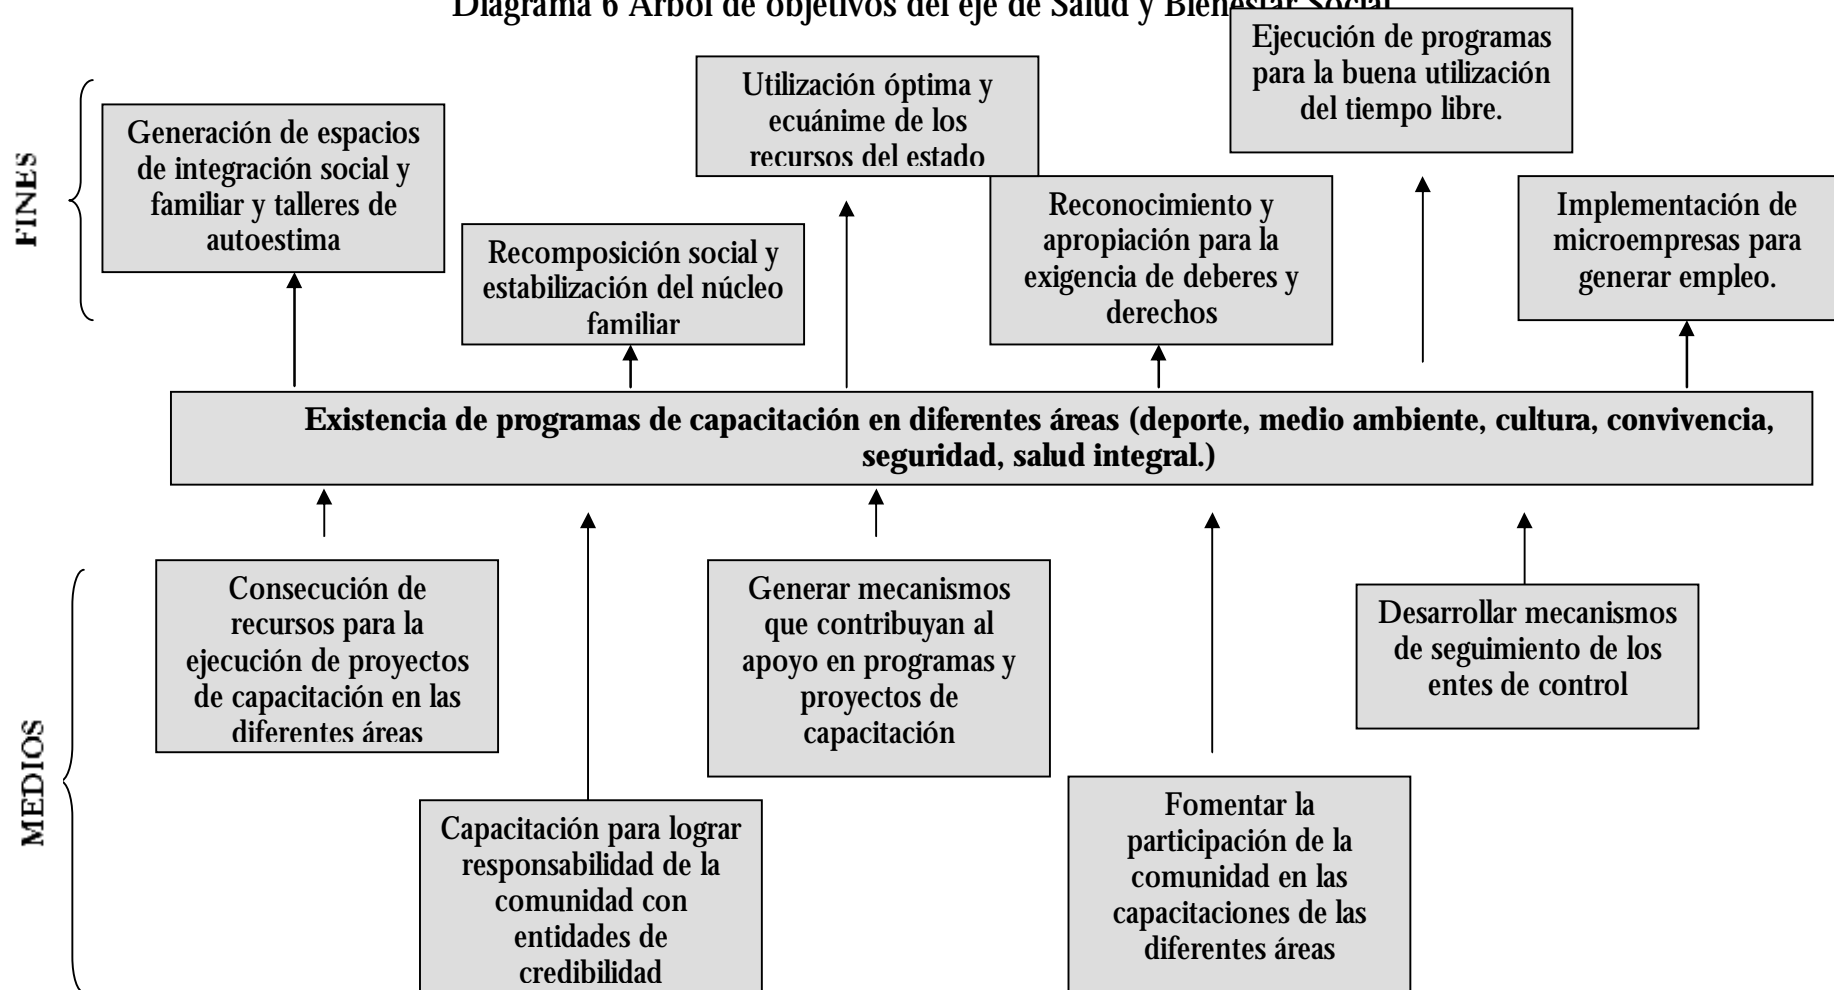 Diagrama 6 Árbol de objetivos del eje de Salud y Bienestar Social
FINES
Generación de espacios
de integración social y
familiar y talleres de
autoestima
Recomposición social y
estabilización del núcleo
familiar
Utilización óptima y
ecuánime de los
recursos del estado
Reconocimiento y
apropiación para la
exigencia de deberes y
derechos
Ejecución de programas
para la buena utilización
del tiempo libre.
Implementación de
microempresas para
generar empleo.
Existencia de programas de capacitación en diferentes áreas (deporte, medio ambiente, cultura, convivencia,
seguridad, salud integral.)
MEDIOS
Consecución de
recursos para la
ejecución de proyectos
de capacitación en las
diferentes áreas
Capacitación para lograr
responsabilidad de la
comunidad con
entidades de
credibilidad
Generar mecanismos
que contribuyan al
apoyo en programas y
proyectos de
capacitación
Fomentar la
participación de la
comunidad en las
capacitaciones de las
diferentes áreas
Desarrollar mecanismos
de seguimiento de los
entes de control